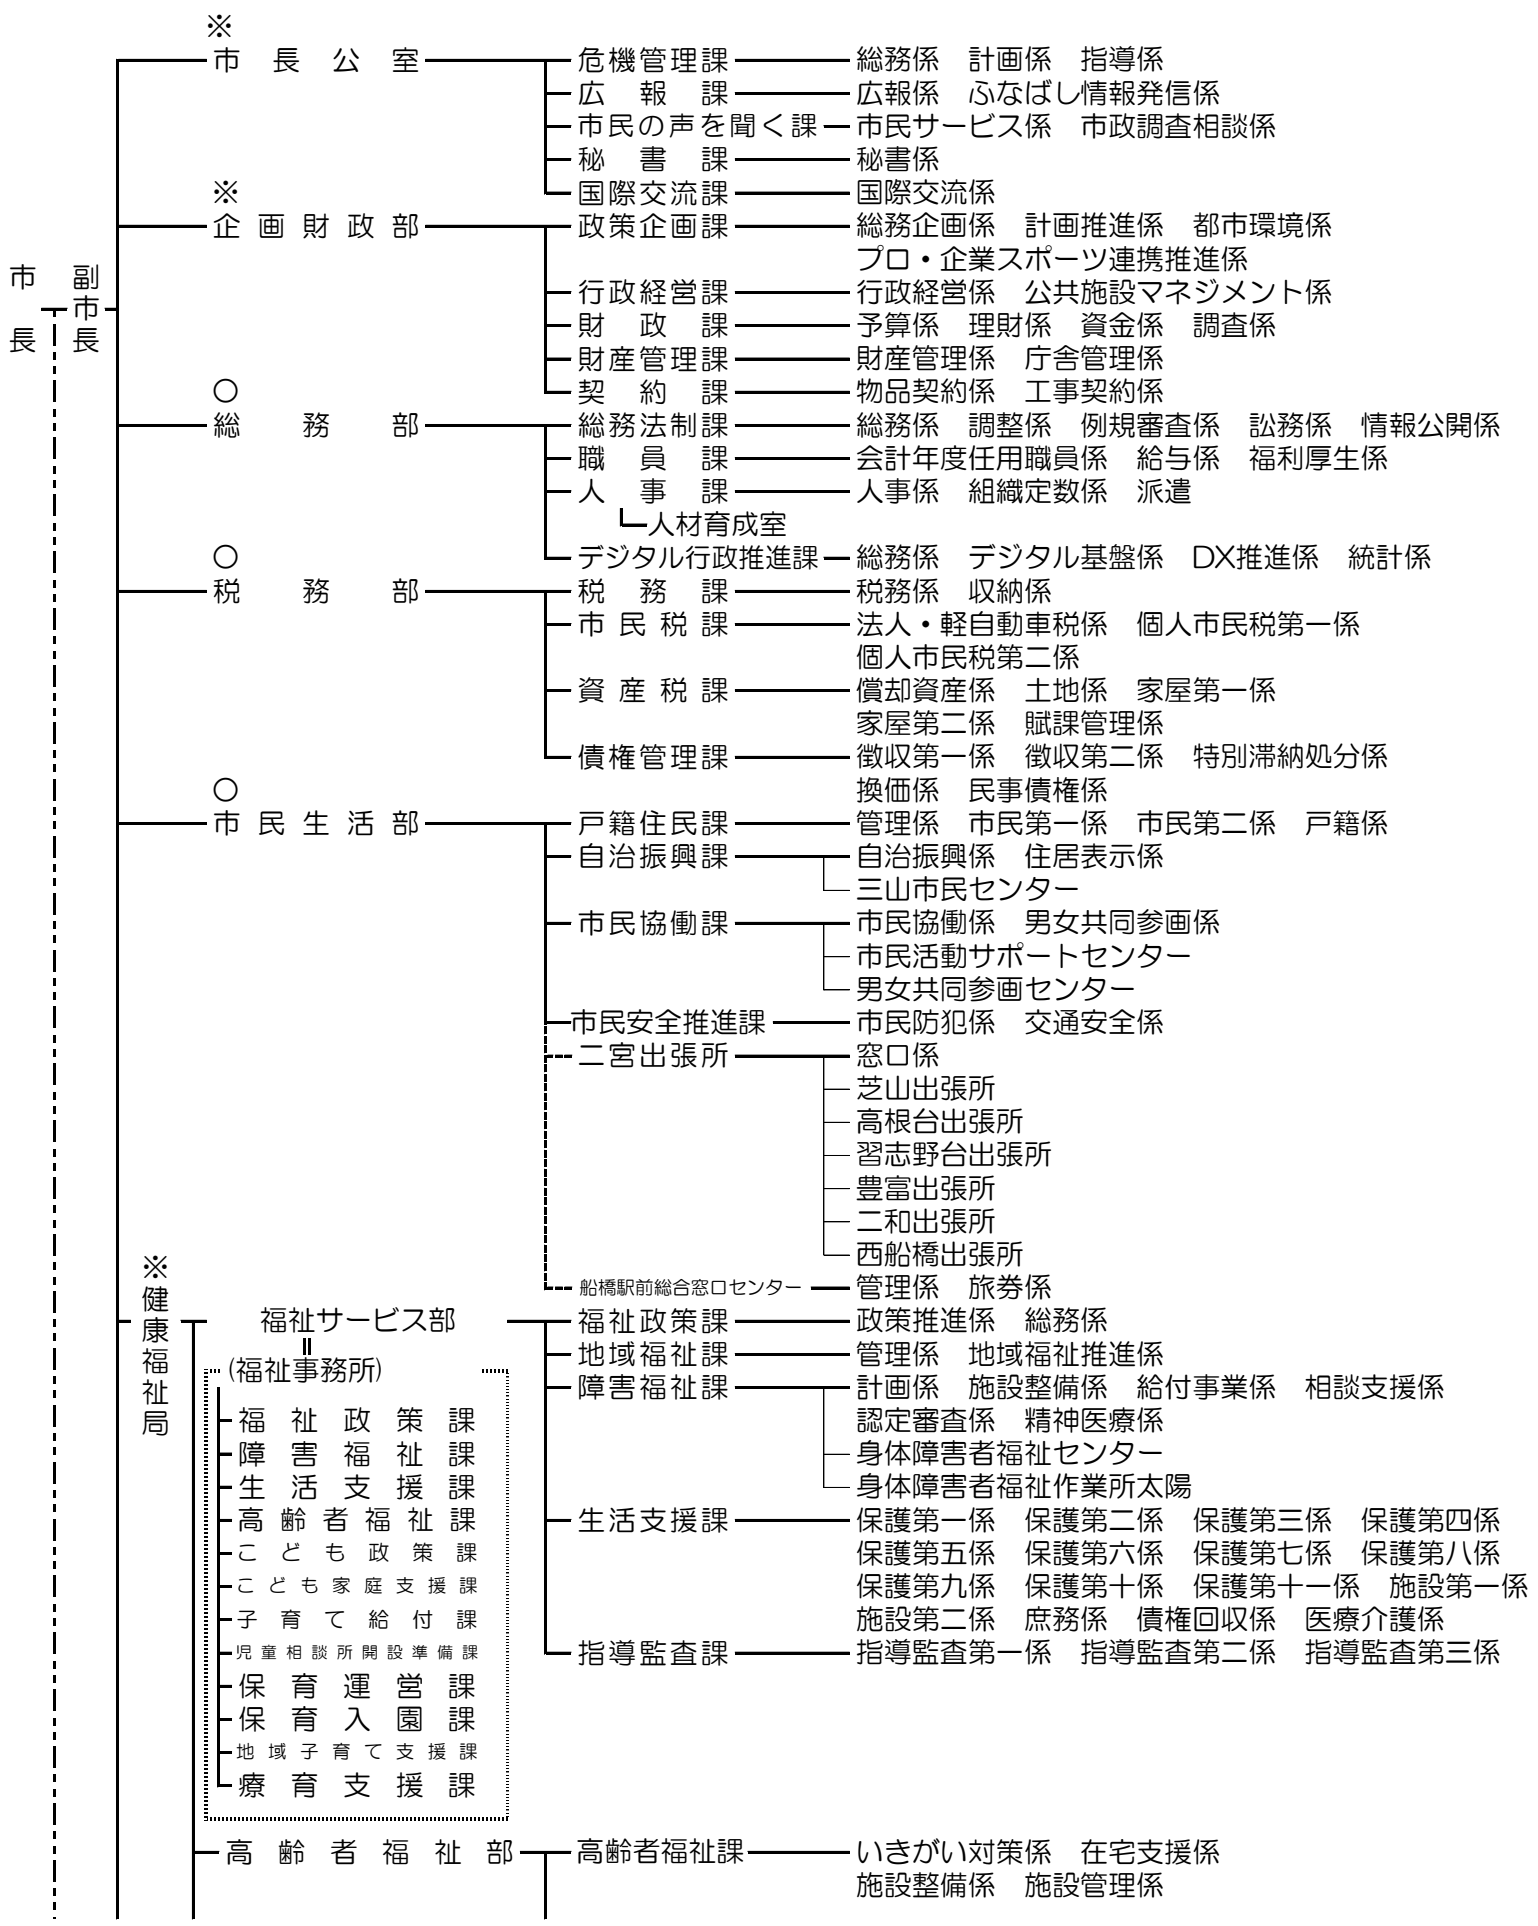 ※
市長公室 危機管理課 総務係 計画係 指導係
広報課 広報係 ふなばし情報発信係
市民の声を聞く課 市民サービス係 市政調査相談係
秘書課 秘書係
※ 国際交流課 国際交流係
企画財政部 政策企画課 総務企画係 計画推進係 都市環境係
プロ・企業スポーツ連携推進係
市長 副市長
行政経営課 行政経営係 公共施設マネジメント係
財政課 予算係 理財係 資金係 調査係
財産管理課 財産管理係 庁舎管理係
○ 契約課 物品契約係 工事契約係
総務部 総務法制課 総務係 調整係 例規審査係 訟務係 情報公開係
職員課 会計年度任用職員係 給与係 福利厚生係
人事課 人事係 組織定数係 派遣
人材育成室
○ デジタル行政推進課 総務係 デジタル基盤係 DX推進係 統計係
税務部 税務課 税務係 収納係
市民税課 法人・軽自動車税係 個人市民税第一係
個人市民税第二係
資産税課 償却資産係 土地係 家屋第一係
家屋第二係 賦課管理係
債権管理課 徴収第一係 徴収第二係 特別滞納処分係
○ 換価係 民事債権係
市民生活部 戸籍住民課 管理係 市民第一係 市民第二係 戸籍係
自治振興課 自治振興係 住居表示係
三山市民センター
市民協働課 市民協働係 男女共同参画係
市民活動サポートセンター
男女共同参画センター
市民安全推進課 市民防犯係 交通安全係
二宮出張所 窓口係
芝山出張所
高根台出張所
習志野台出張所
豊富出張所
二和出張所
西船橋出張所
船橋駅前総合窓口センター 管理係 旅券係
※健康福祉局
福祉サービス部 福祉政策課 政策推進係 総務係
地域福祉課 管理係 地域福祉推進係
障害福祉課 計画係 施設整備係 給付事業係 相談支援係
認定審査係 精神医療係
身体障害者福祉センター
身体障害者福祉作業所太陽
生活支援課 保護第一係 保護第二係 保護第三係 保護第四係
保護第五係 保護第六係 保護第七係 保護第八係
保護第九係 保護第十係 保護第十一係 施設第一係
施設第二係 庶務係 債権回収係 医療介護係
指導監査課 指導監査第一係 指導監査第二係 指導監査第三係
(福祉事務所)
福祉政策課
障害福祉課
生活支援課
高齢者福祉課
こども政策課
こども家庭支援課
子育て給付課
児童相談所開設準備課
保育運営課
保育入園課
地域子育て支援課
療育支援課
高齢者福祉部 高齢者福祉課 いきがい対策係 在宅支援係
施設整備係 施設管理係